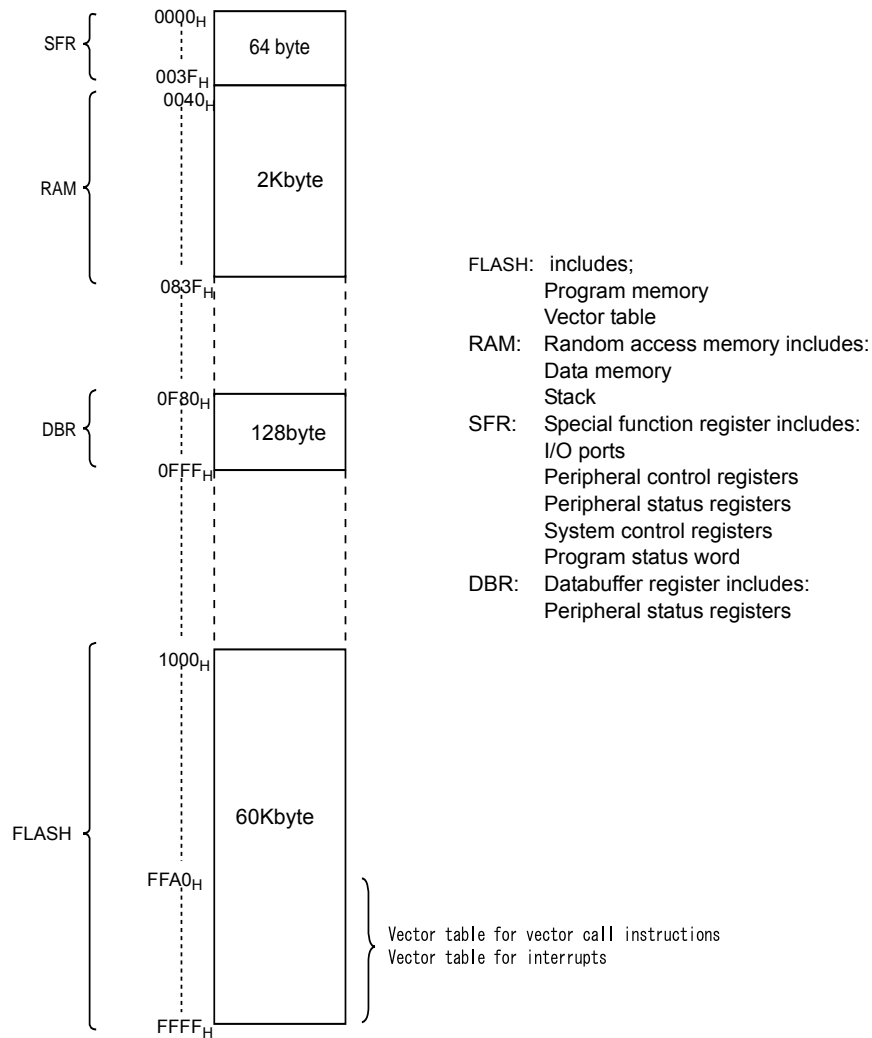 0000H
SFR
64 byte
003FH
0040H
RAM
2Kbyte
083FH
0F80H
DBR
128byte
0FFFH
1000H
FLASH
60Kbyte
FFA0H
FFFFH
Vector table for vector call instructions
Vector table for interrupts
FLASH: includes;
Program memory
Vector table
RAM: Random access memory includes:
Data memory
Stack
SFR: Special function register includes:
I/O ports
Peripheral control registers
Peripheral status registers
System control registers
Program status word
DBR: Databuffer register includes:
Peripheral status registers